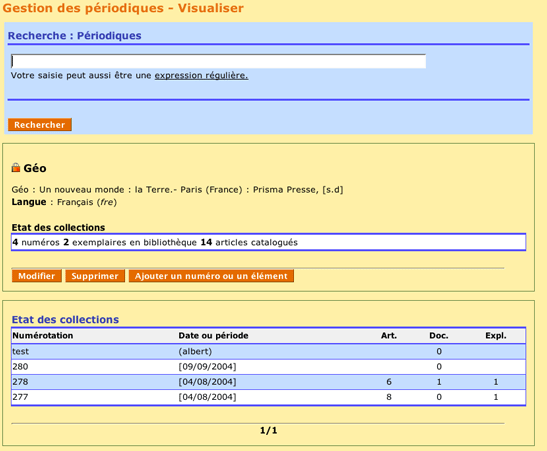 Gestion des périodiques - Visualiser
Recherche : Périodiques
Votre saisie peut aussi être une expression régulière.
Rechercher
Géo
Géo : Un nouveau monde : la Terre.- Paris (France) : Prisma Presse, [s.d]
Langue : Français (fre)
Etat des collections
4 numéros 2 exemplaires en bibliothèque 14 articles catalogués
Modifier Supprimer Ajouter un numéro ou un élément
Etat des collections
Numérotation Date ou période Art. Doc. Expl.
test (albert) 0
280 [09/09/2004] 0
278 [04/08/2004] 6 1 1
277 [04/08/2004] 8 0 1
1/1